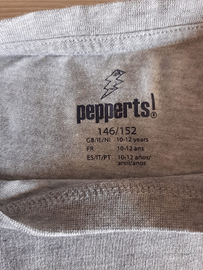 pepperts!®
146/152
GB/IE/NI 10-12 years
FR 10-12 ans
ES/IT/PT 10-12 años/
anni/anos